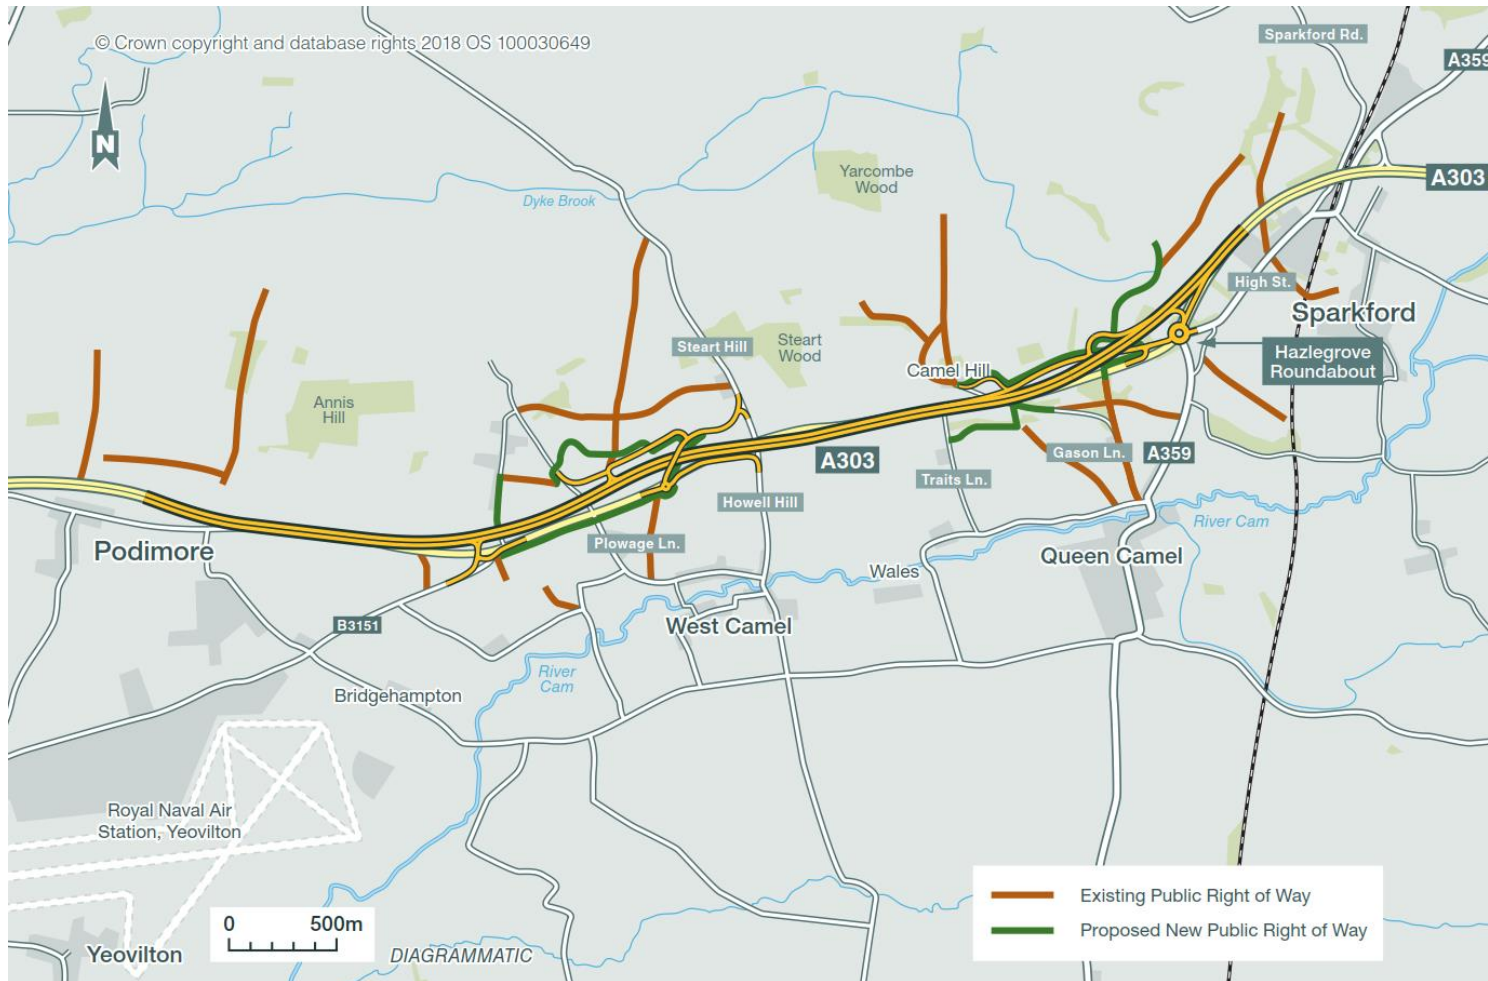 © Crown copyright and database rights 2018 OS 100030649
Sparkford Rd.
A359
N
Yarcombe
Wood
A303
Dyke Brook
High St.
Sparkford
Steart Hill
Steart
Wood
Hazlegrove
Roundabout
Camel Hill
Annis
Hill
A303
Gason Ln.
A359
Traits Ln.
Howell Hill
River Cam
Podimore
Plowage Ln.
Queen Camel
Wales
B3151
West Camel
River
Cam
Bridgehampton
Royal Naval Air
Station, Yeovilton
Existing Public Right of Way
0 500m
Proposed New Public Right of Way
Yeovilton
DIAGRAMMATIC